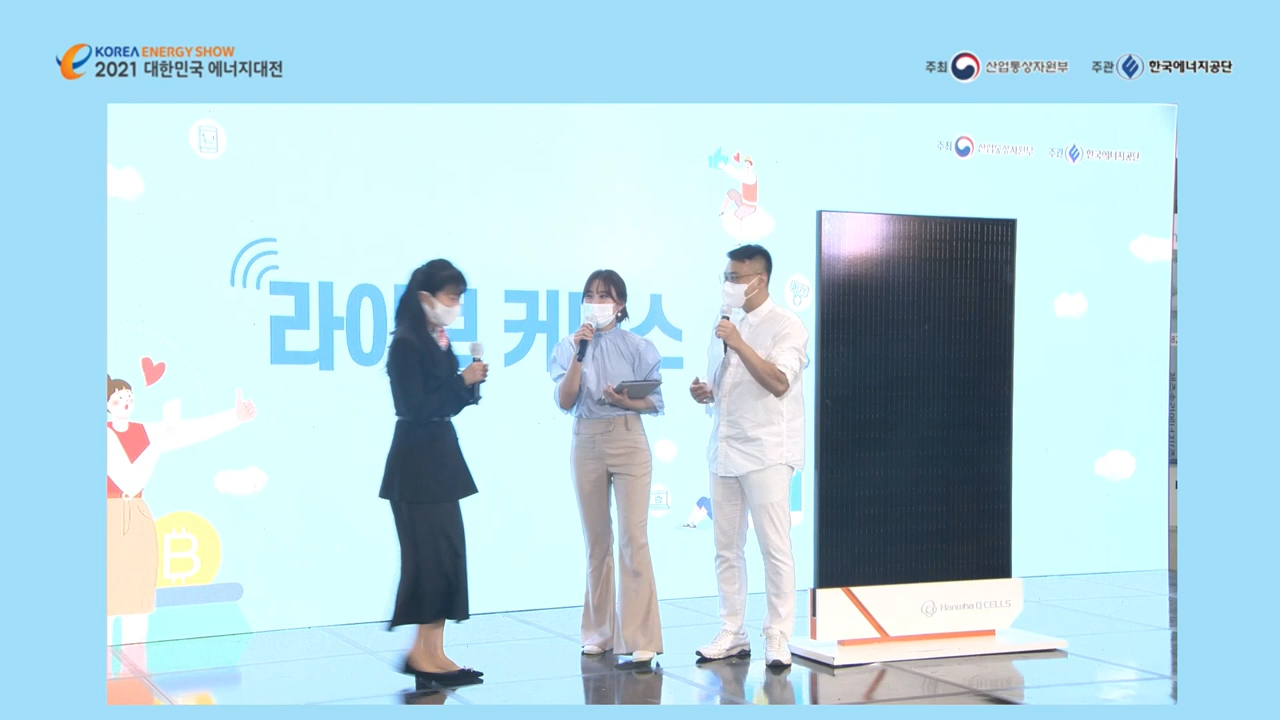 KOREA ENERGY SHOW
2021 대한민국 에너지대전
주최 산업통상자원부 주관 한국에너지공단
주최 산업통상자원부 주관 한국에너지공단
라이브 커머스
Hanwha Q CELLS